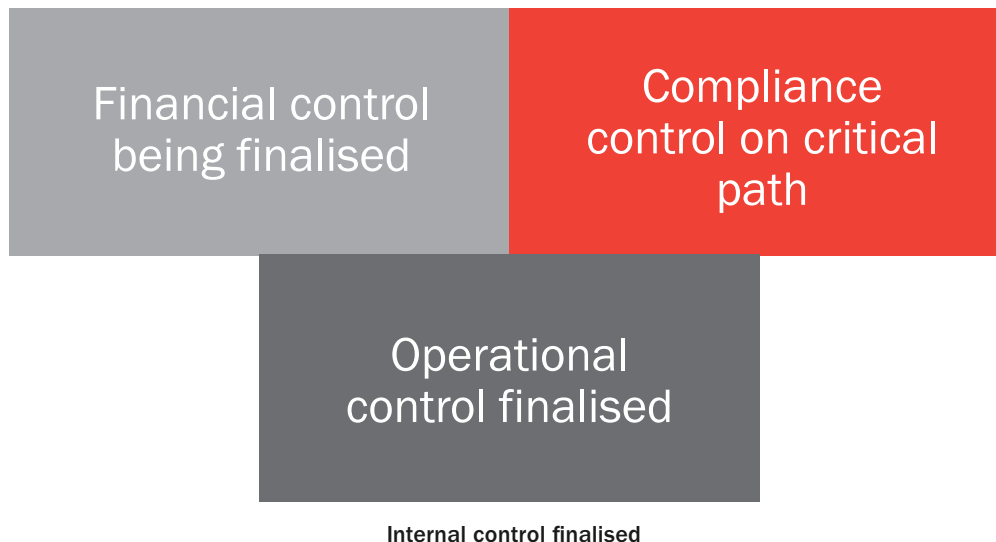 Financial control
being finalised
Compliance
control on critical
path
Operational
control finalised
Internal control finalised